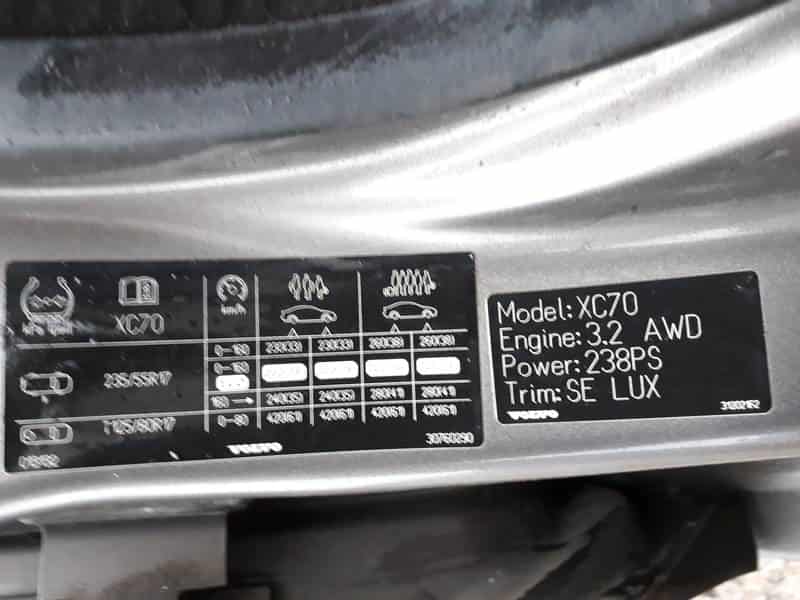 XC70
km/h
0-160 230(33) 230(33) 260(38) 260(38)
235/55R17
0-160
160 → 240(35) 240(35) 280(41) 280(41)
T125/80R17
0-80 420(61) 420(61) 420(61) 420(61)
VOLVO
30760290
Model: XC70
Engine: 3.2 AWD
Power: 238PS
Trim: SE LUX
VOLVO
31202152